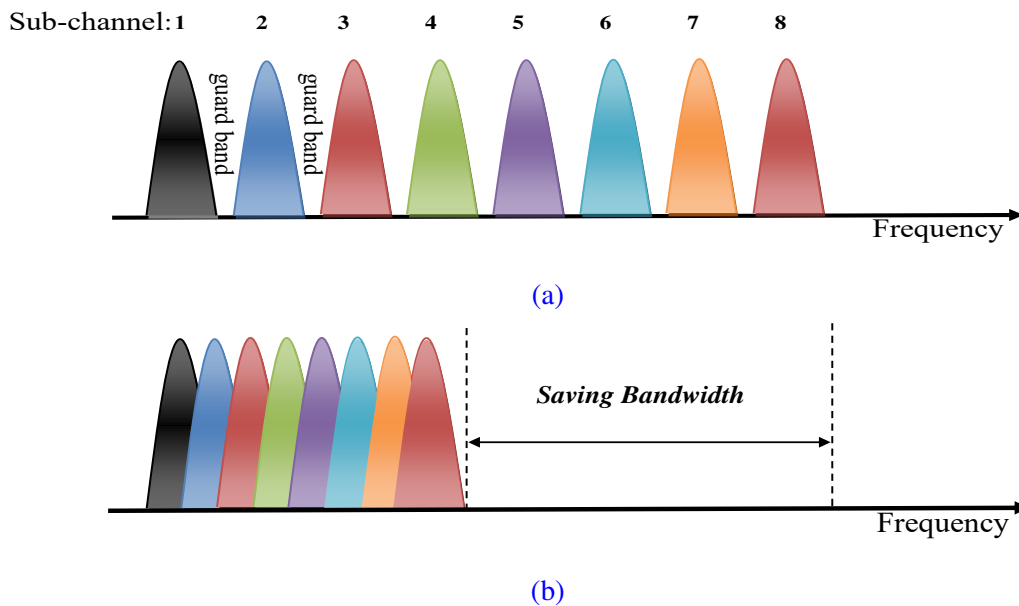 Sub-channel: 1 2 3 4 5 6 7 8
guard band
guard band
Frequency
(a)
Saving Bandwidth
Frequency
(b)